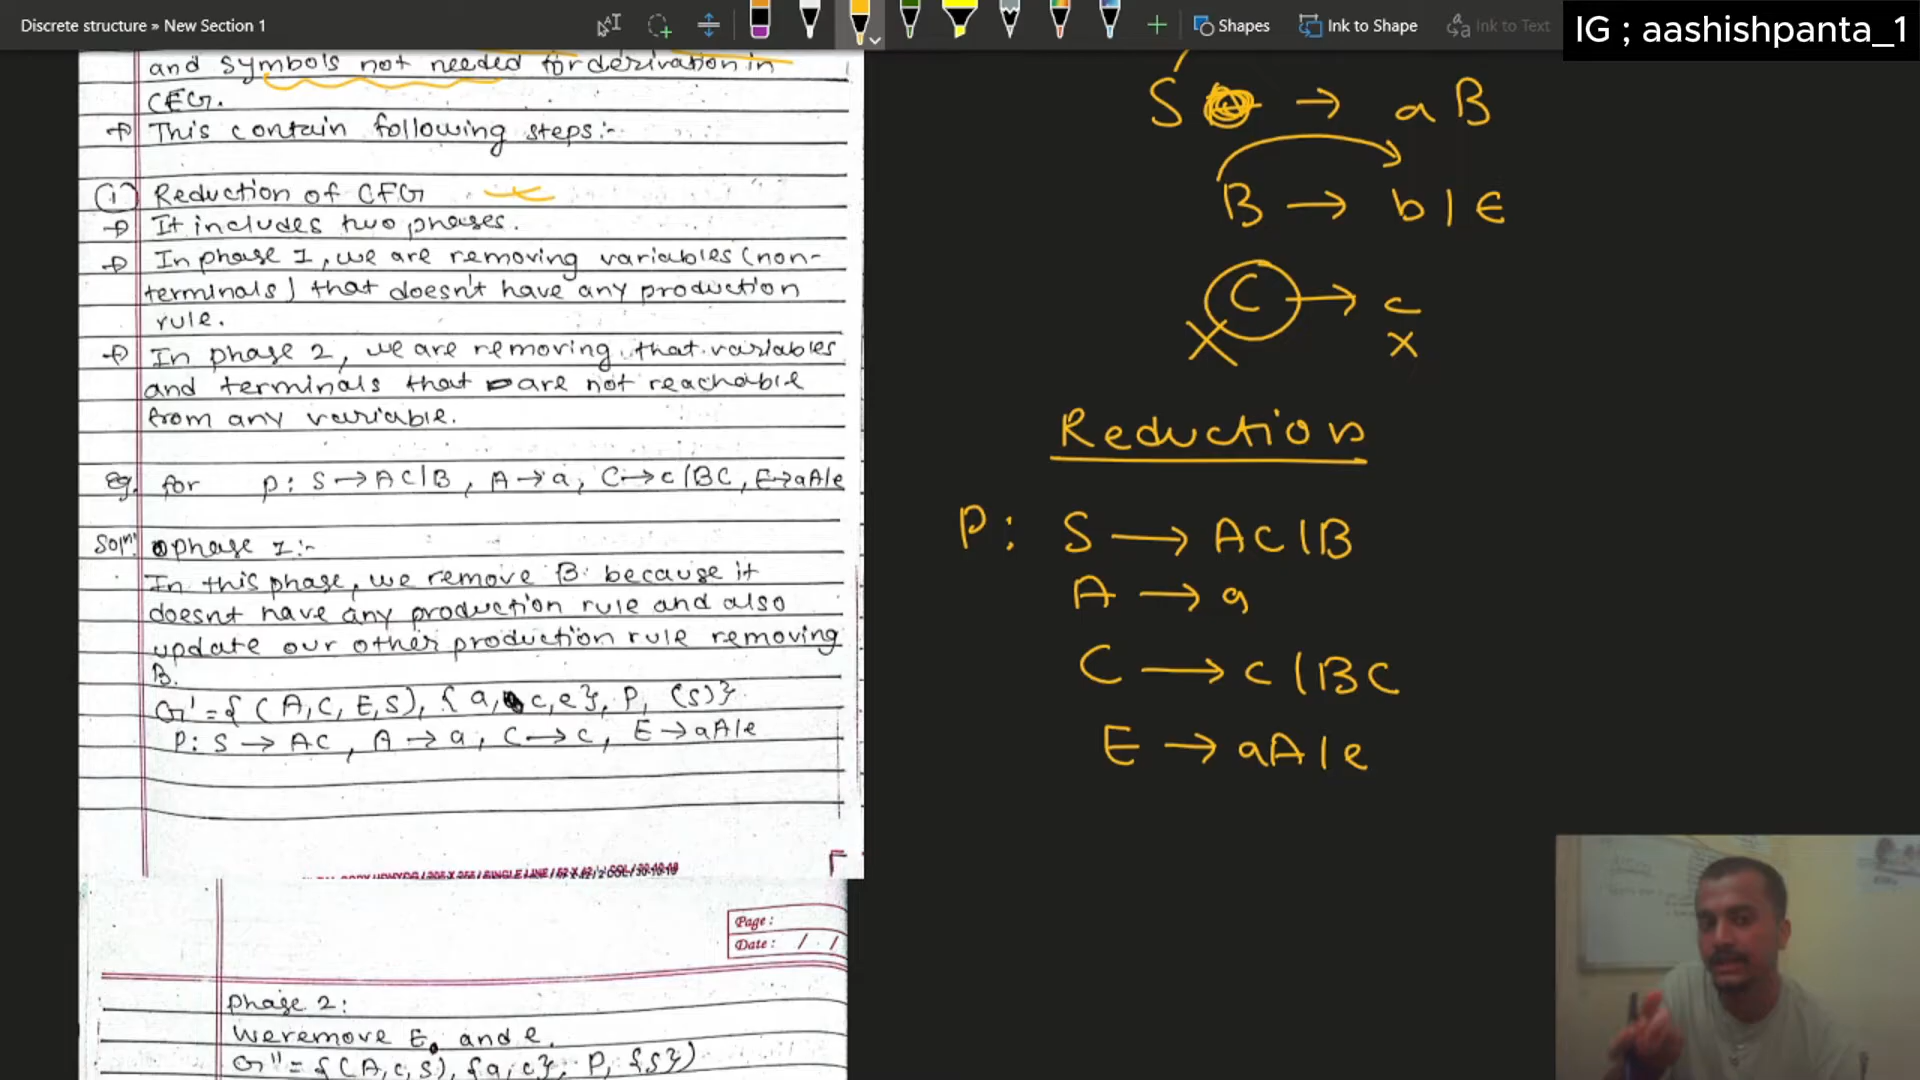 Discrete structure » New Section 1
Shapes
Ink to Shape
Ink to Text
IG ; aashishpanta_1
and symbols not needed for derivation in
CFG.
→ This contain following steps:-
(i) Reduction of CFG
→ It includes two phases.
→ In phase 1, we are removing variables (non-
terminals) that doesn't have any production
rule.
→ In phase 2, we are removing that variables
and terminals that are not reachable
from any variable.
Eg. for P: S → AC|B, A → a, C → c|BC, E → aA|e
Soln: phase 1:-
In this phase, we remove B because it
doesnt have any production rule and also
update our other production rule removing
B.
G' = { (A, C, E, S), { a, c, e }, P, (S) }
P: S → AC, A → a, C → c, E → aA|e
Page :
Date : / /
phase 2:
We remove E and e.
G'' = { (A, C, S), { a, c }, P, {S} )
S → a B
B → b | ∈
C → c
X X
Reduction
P: S → AC | B
A → a
C → c | BC
E → aA | e